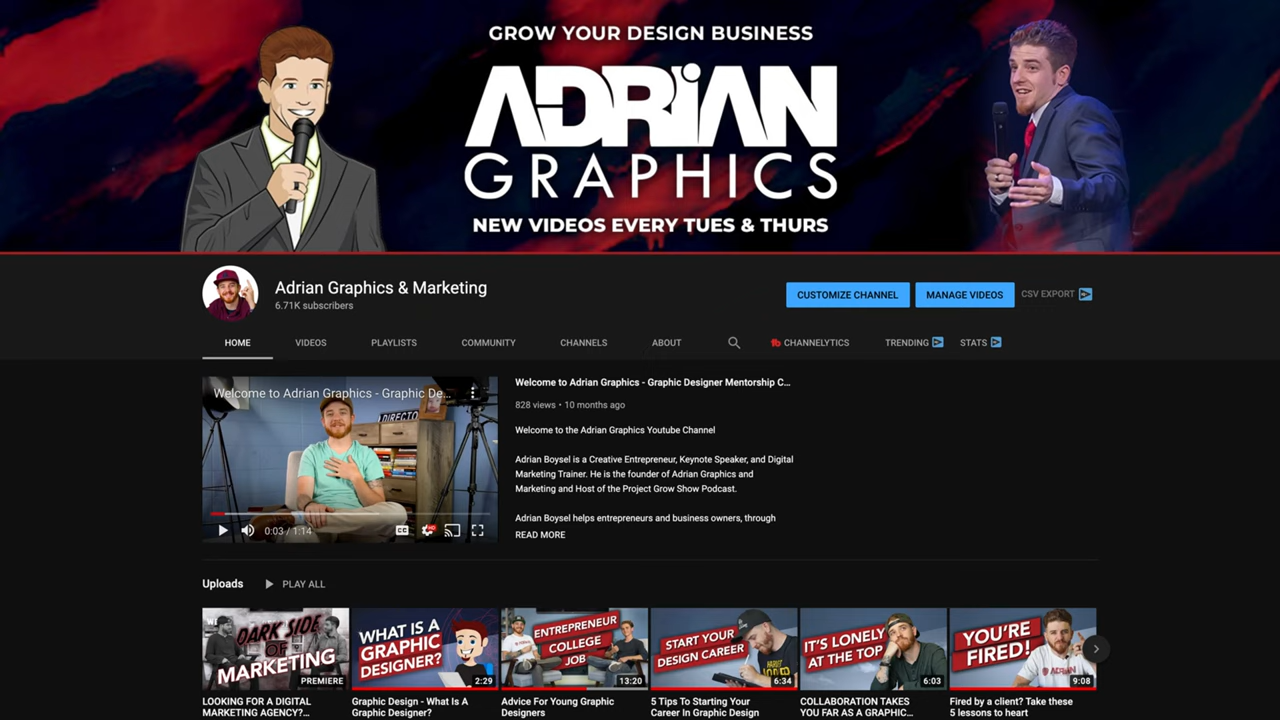 GROW YOUR DESIGN BUSINESS
ADRIAN
GRAPHICS
NEW VIDEOS EVERY TUES & THURS
Adrian Graphics & Marketing
6.71K subscribers
CUSTOMIZE CHANNEL
MANAGE VIDEOS
CSV EXPORT
HOME
VIDEOS
PLAYLISTS
COMMUNITY
CHANNELS
ABOUT
CHANNELYTICS
TRENDING
STATS
Welcome to Adrian Graphics - Graphic De...
DIRECTO
0:03 / 1:14
CC
HD
Welcome to Adrian Graphics - Graphic Designer Mentorship C...
828 views • 10 months ago
Welcome to the Adrian Graphics Youtube Channel
Adrian Boysel is a Creative Entrepreneur, Keynote Speaker, and Digital
Marketing Trainer. He is the founder of Adrian Graphics and
Marketing and Host of the Project Grow Show Podcast.
Adrian Boysel helps entrepreneurs and business owners, through
READ MORE
Uploads
PLAY ALL
DARK SIDE
OF
MARKETING
PREMIERE
LOOKING FOR A DIGITAL
MARKETING AGENCY?...
WHAT IS A
GRAPHIC
DESIGNER?
2:29
Graphic Design - What Is A
Graphic Designer?
ENTREPRENEUR
COLLEGE
JOB
13:20
Advice For Young Graphic
Designers
START YOUR
DESIGN CAREER
6:34
5 Tips To Starting Your
Career In Graphic Design
IT'S LONELY
AT THE TOP
6:03
COLLABORATION TAKES
YOU FAR AS A GRAPHIC...
YOU'RE
FIRED!
ADRIAN
9:08
Fired by a client? Take these
5 lessons to heart